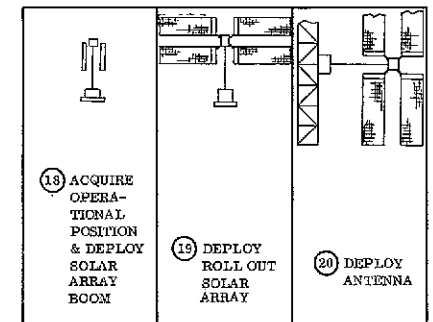 18 ACQUIRE
OPERA-
TIONAL
POSITION
& DEPLOY
SOLAR
ARRAY
BOOM
19 DEPLOY
ROLL OUT
SOLAR
ARRAY
20 DEPLOY
ANTENNA